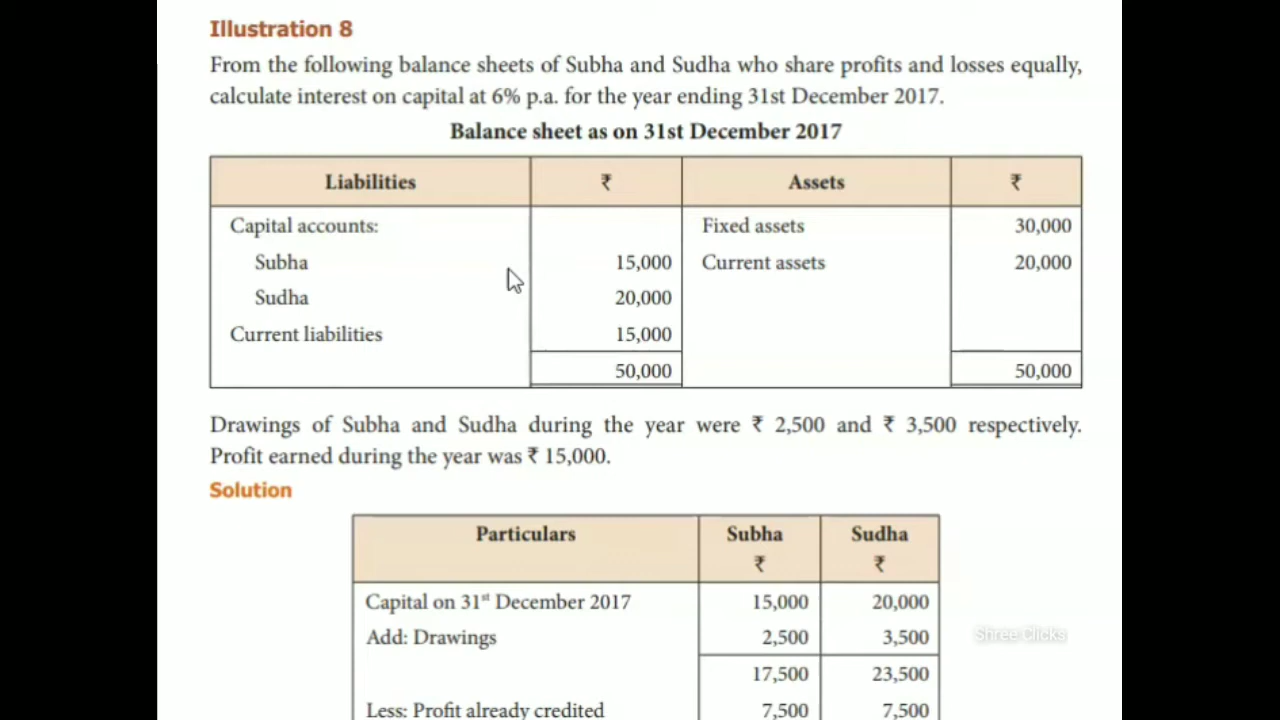 Illustration 8
From the following balance sheets of Subha and Sudha who share profits and losses equally,
calculate interest on capital at 6% p.a. for the year ending 31st December 2017.
Balance sheet as on 31st December 2017
Liabilities ₹ Assets ₹
Capital accounts: Fixed assets 30,000
Subha 15,000 Current assets 20,000
Sudha 20,000
Current liabilities 15,000
50,000 50,000
Drawings of Subha and Sudha during the year were ₹ 2,500 and ₹ 3,500 respectively.
Profit earned during the year was ₹ 15,000.
Solution
Particulars Subha Sudha
₹ ₹
Capital on 31st December 2017 15,000 20,000
Add: Drawings 2,500 3,500
Shree Clicks
17,500 23,500
Less: Profit already credited 7,500 7,500